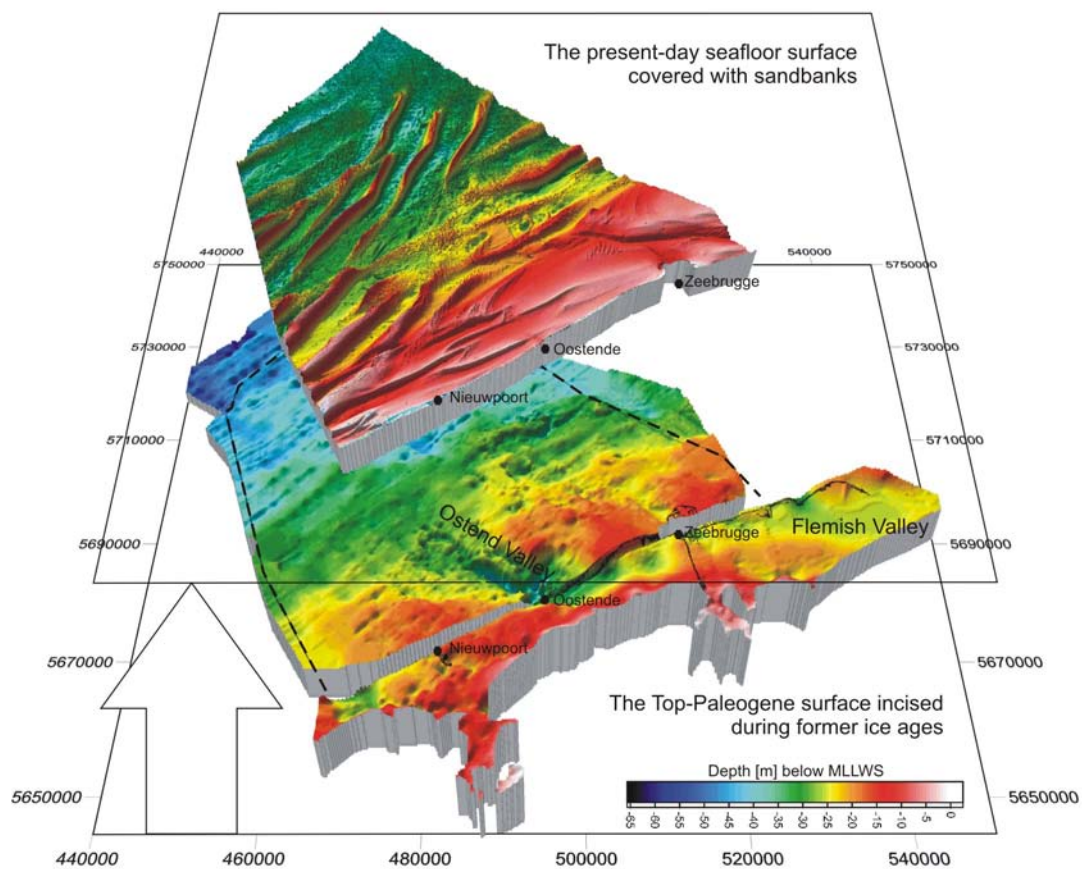 The present-day seafloor surface
covered with sandbanks
440000
540000
5750000
5750000
Zeebrugge
5730000
5730000
Oostende
Nieuwpoort
5710000
5710000
Ostend Valley
Flemish Valley
Zeebrugge
5690000
5690000
Oostende
Nieuwpoort
5670000
5670000
The Top-Paleogene surface incised
during former ice ages
Depth [m] below MLLWS
-65 -60 -55 -50 -45 -40 -35 -30 -25 -20 -15 -10 -5 0
5650000
5650000
440000 460000 480000 500000 520000 540000